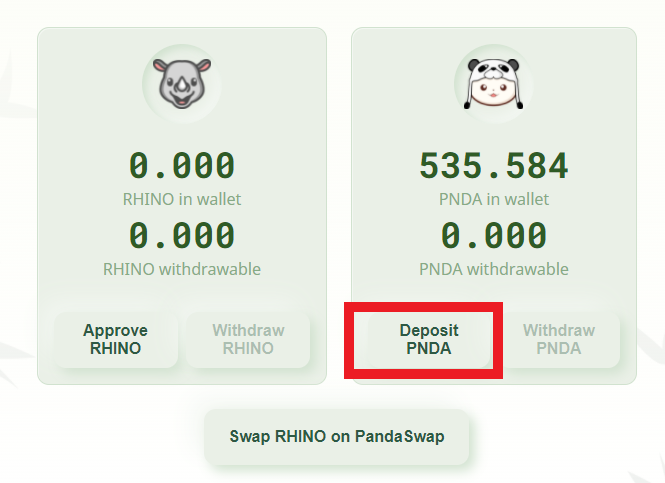 0.000
RHINO in wallet
0.000
RHINO withdrawable
Approve
RHINO
Withdraw
RHINO
535.584
PNDA in wallet
0.000
PNDA withdrawable
Deposit
PNDA
Withdraw
PNDA
Swap RHINO on PandaSwap